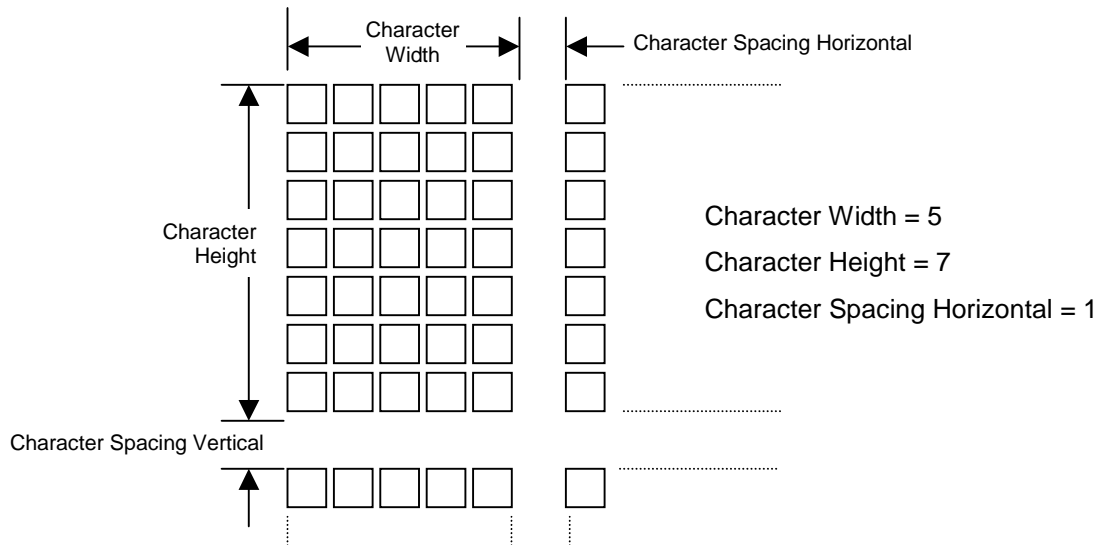 Character
Width
Character Spacing Horizontal
Character
Height
Character Width = 5
Character Height = 7
Character Spacing Horizontal = 1
Character Spacing Vertical